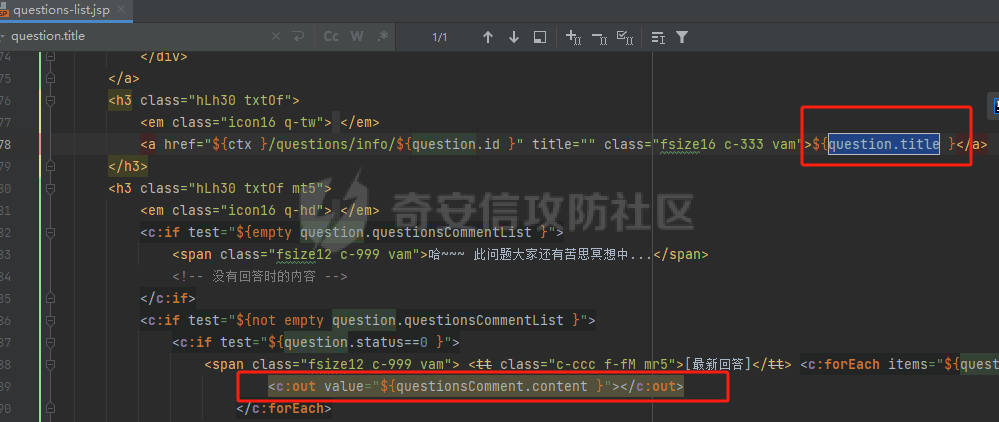 questions-list.jsp
question.title
Cc W .* 1/1
74 </div>
75 </a>
76 <h3 class="hLh30 txtOf">
77 <em class="icon16 q-tw"> </em>
78 <a href="${ctx }/questions/info/${question.id }" title="" class="fsize16 c-333 vam">${question.title }</a>
79 </h3>
80 <h3 class="hLh30 txtOf mt5">
81 <em class="icon16 q-hd"> </em>
82 <c:if test="${empty question.questionsCommentList }">
83 <span class="fsize12 c-999 vam">哈~~~ 此问题大家还有苦思冥想中...</span>
84 <!-- 没有回答时的内容 -->
85 </c:if>
86 <c:if test="${not empty question.questionsCommentList }">
87 <c:if test="${question.status==0 }">
88 <span class="fsize12 c-999 vam"> <tt class="c-ccc f-fM mr5">[最新回答]</tt> <c:forEach items="${quest
89 <c:out value="${questionsComment.content }"></c:out>
90 </c:forEach>
奇安信攻防社区